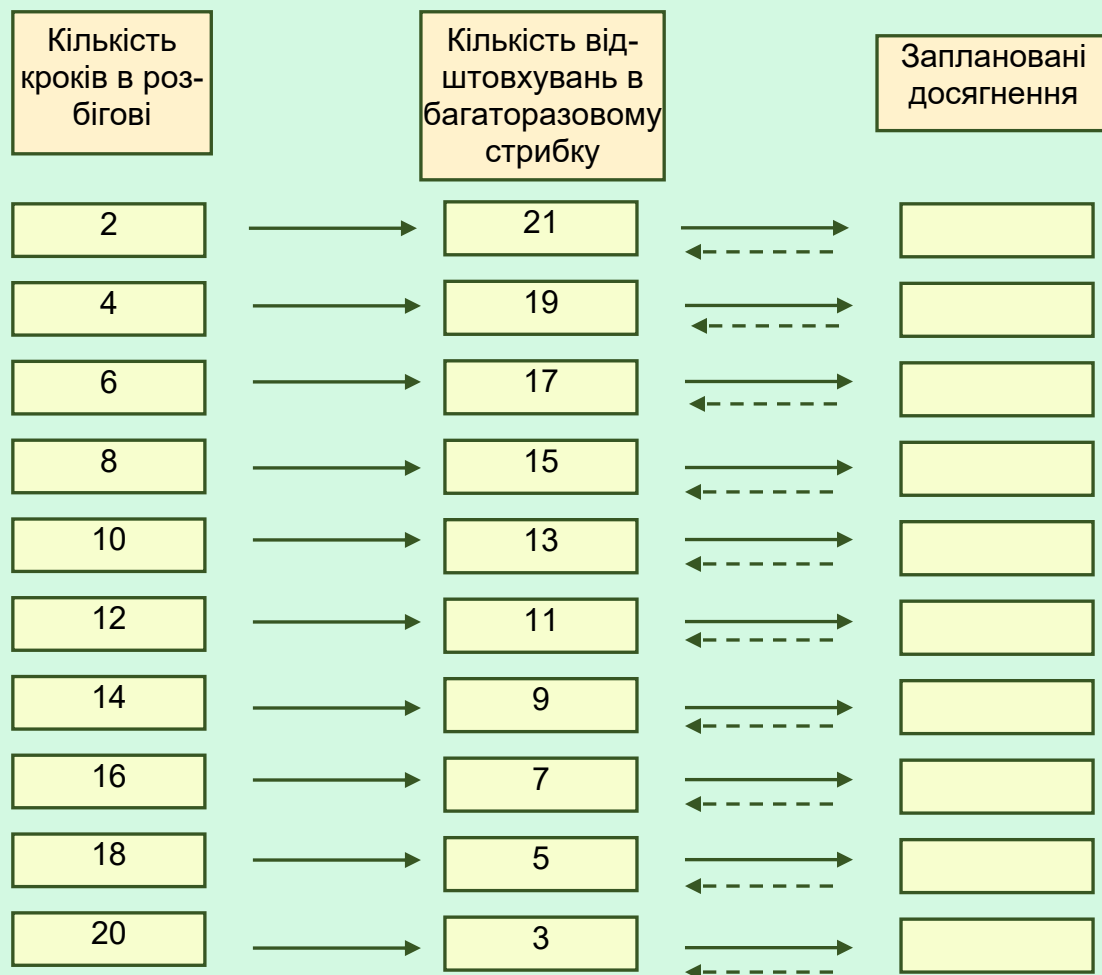 Кількість
кроків в роз-
бігові
Кількість від-
штовхувань в
багаторазовому
стрибку
Заплановані
досягнення
2
21
4
19
6
17
8
15
10
13
12
11
14
9
16
7
18
5
20
3